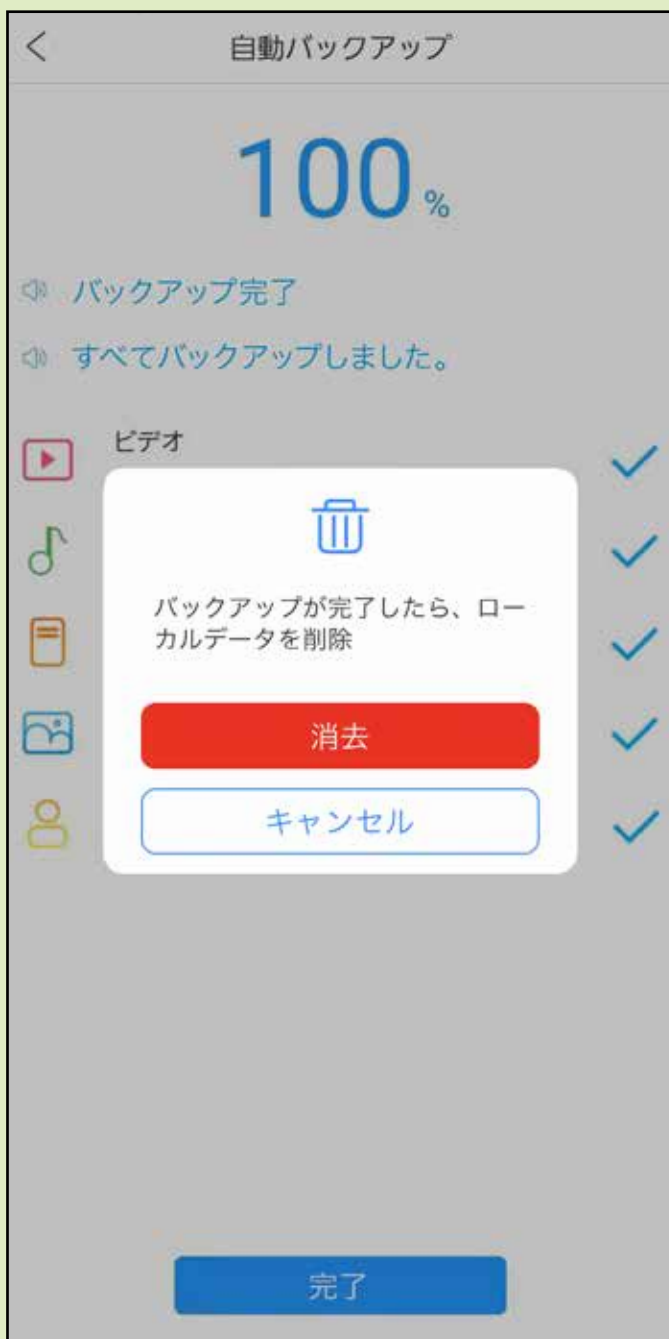 自動バックアップ
100%
バックアップ完了
すべてバックアップしました。
ビデオ
バックアップが完了したら、ロー
カルデータを削除
消去
キャンセル
完了